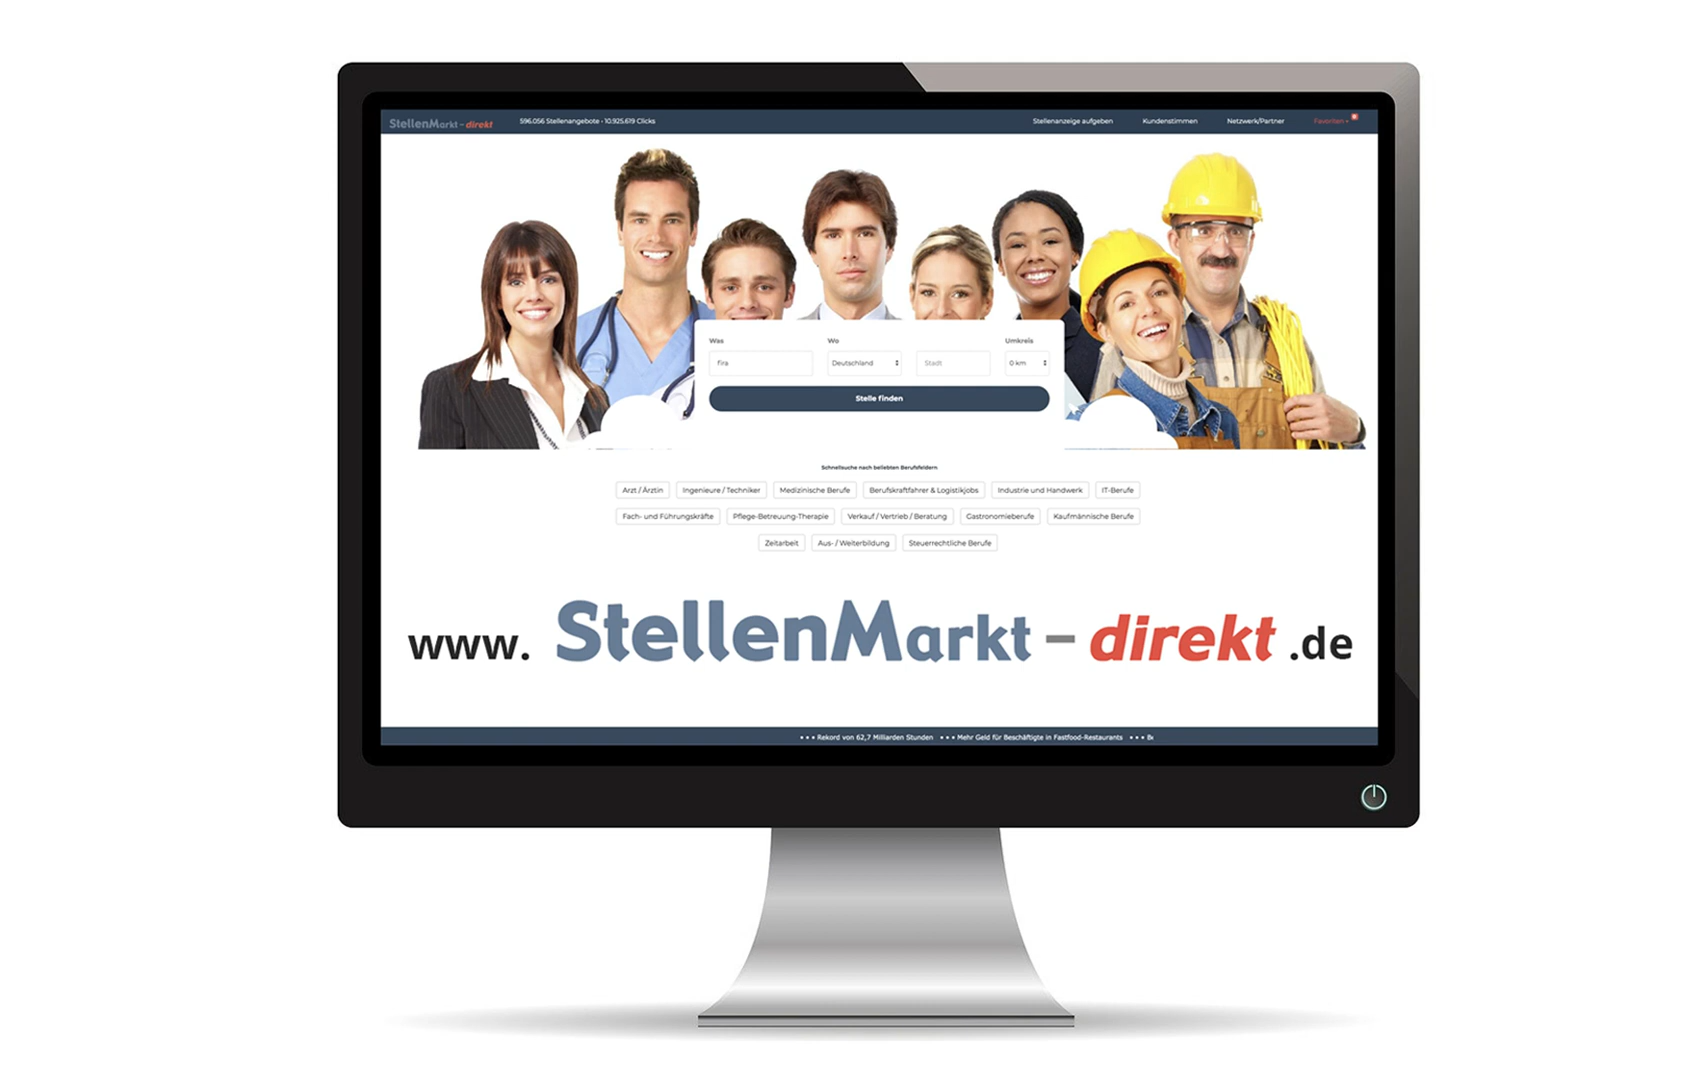 StellenMarkt - direkt 596.056 Stellenangebote - 10.925.619 Clicks Stellenanzeige aufgeben Kundenstimmen Netzwerk/Partner Favoriten
Was Wo Umkreis
fira Deutschland Stadt 0 km
Stelle finden
Schnellsuche nach beliebten Berufsfeldern
Arzt / Ärztin Ingenieure / Techniker Medizinische Berufe Berufskraftfahrer & Logistikjobs Industrie und Handwerk IT-Berufe
Fach- und Führungskräfte Pflege-Betreuung-Therapie Verkauf / Vertrieb / Beratung Gastronomieberufe Kaufmännische Berufe
Zeitarbeit Aus- / Weiterbildung Steuerrechtliche Berufe
www. StellenMarkt - direkt .de
• • • Rekord von 62,7 Milliarden Stunden • • • Mehr Geld für Beschäftigte in Fastfood-Restaurants • • •